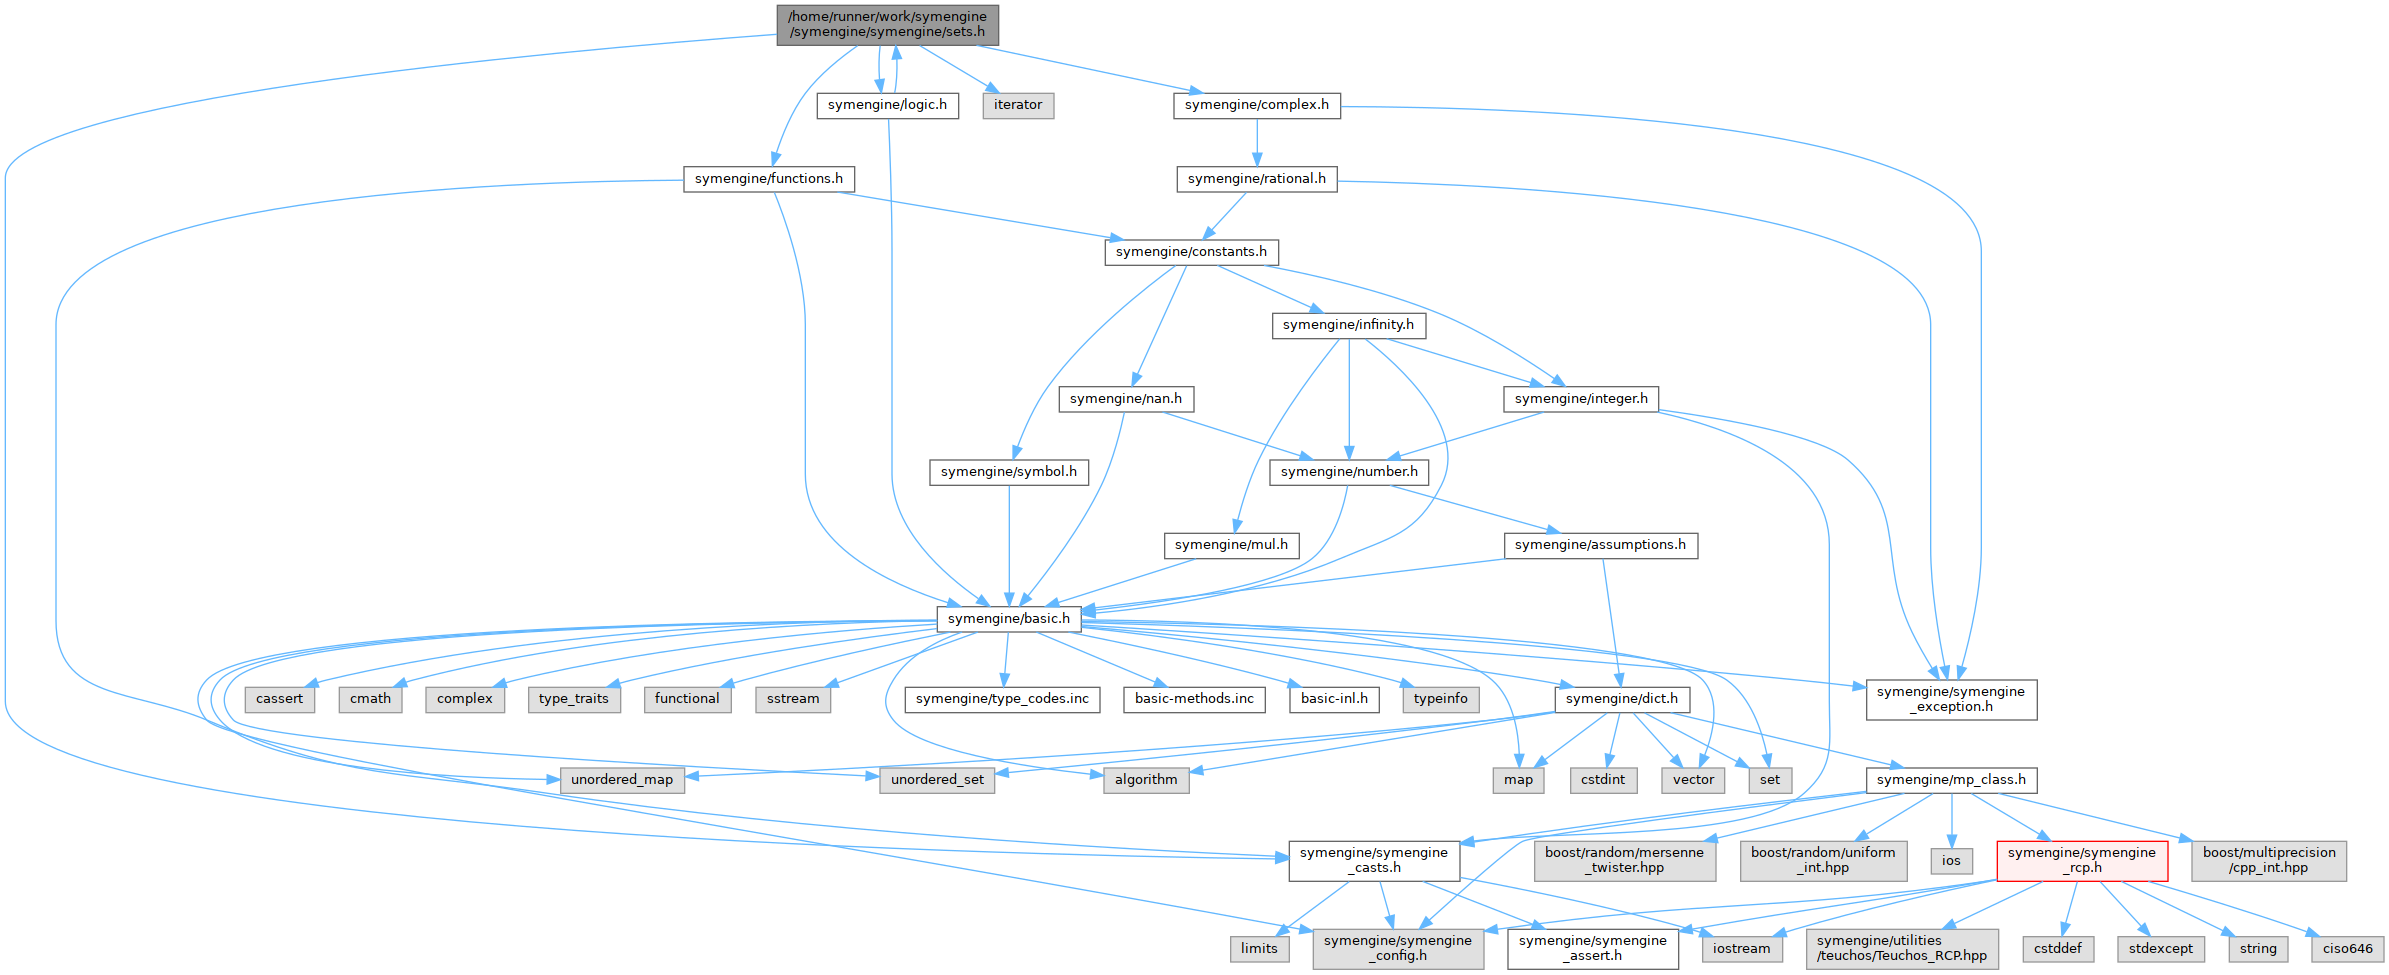 /home/runner/work/symengine
/symengine/symengine/sets.h
symengine/logic.h
iterator
symengine/complex.h
symengine/functions.h
symengine/rational.h
symengine/constants.h
symengine/infinity.h
symengine/nan.h
symengine/integer.h
symengine/symbol.h
symengine/number.h
symengine/mul.h
symengine/assumptions.h
symengine/basic.h
cassert
cmath
complex
type_traits
functional
sstream
symengine/type_codes.inc
basic-methods.inc
basic-inl.h
typeinfo
symengine/dict.h
symengine/symengine
_exception.h
unordered_map
unordered_set
algorithm
map
cstdint
vector
set
symengine/mp_class.h
symengine/symengine
_casts.h
boost/random/mersenne
_twister.hpp
boost/random/uniform
_int.hpp
ios
symengine/symengine
_rcp.h
boost/multiprecision
/cpp_int.hpp
limits
symengine/symengine
_config.h
symengine/symengine
_assert.h
iostream
symengine/utilities
/teuchos/Teuchos_RCP.hpp
cstddef
stdexcept
string
ciso646